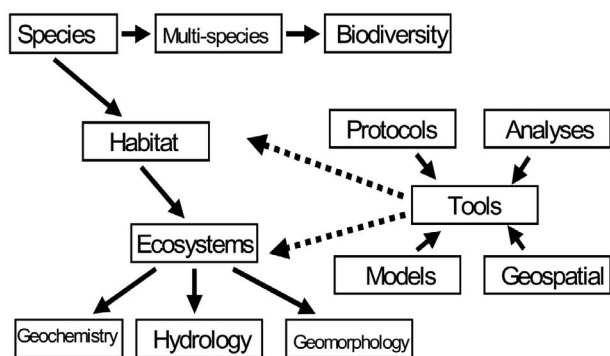 Species
Multi-species
Biodiversity
Habitat
Protocols
Analyses
Tools
Ecosystems
Models
Geospatial
Geochemistry
Hydrology
Geomorphology